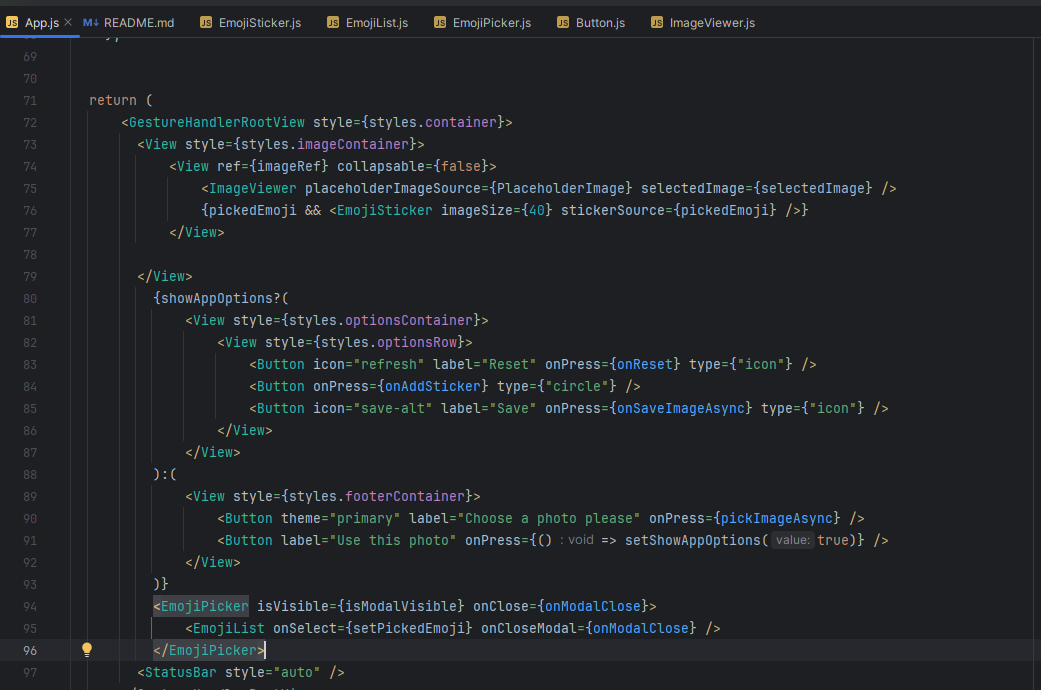 JS App.js × M↓ README.md JS EmojiSticker.js JS EmojiList.js JS EmojiPicker.js JS Button.js JS ImageViewer.js
69
70
71 return (
72 <GestureHandlerRootView style={styles.container}>
73 <View style={styles.imageContainer}>
74 <View ref={imageRef} collapsable={false}>
75 <ImageViewer placeholderImageSource={PlaceholderImage} selectedImage={selectedImage} />
76 {pickedEmoji && <EmojiSticker imageSize={40} stickerSource={pickedEmoji} />}
77 </View>
78
79 </View>
80 {showAppOptions?(
81 <View style={styles.optionsContainer}>
82 <View style={styles.optionsRow}>
83 <Button icon="refresh" label="Reset" onPress={onReset} type={"icon"} />
84 <Button onPress={onAddSticker} type={"circle"} />
85 <Button icon="save-alt" label="Save" onPress={onSaveImageAsync} type={"icon"} />
86 </View>
87 </View>
88 ):(
89 <View style={styles.footerContainer}>
90 <Button theme="primary" label="Choose a photo please" onPress={pickImageAsync} />
91 <Button label="Use this photo" onPress={() : void => setShowAppOptions( value: true)} />
92 </View>
93 )}
94 <EmojiPicker isVisible={isModalVisible} onClose={onModalClose}>
95 <EmojiList onSelect={setPickedEmoji} onCloseModal={onModalClose} />
96 </EmojiPicker>
97 <StatusBar style="auto" />